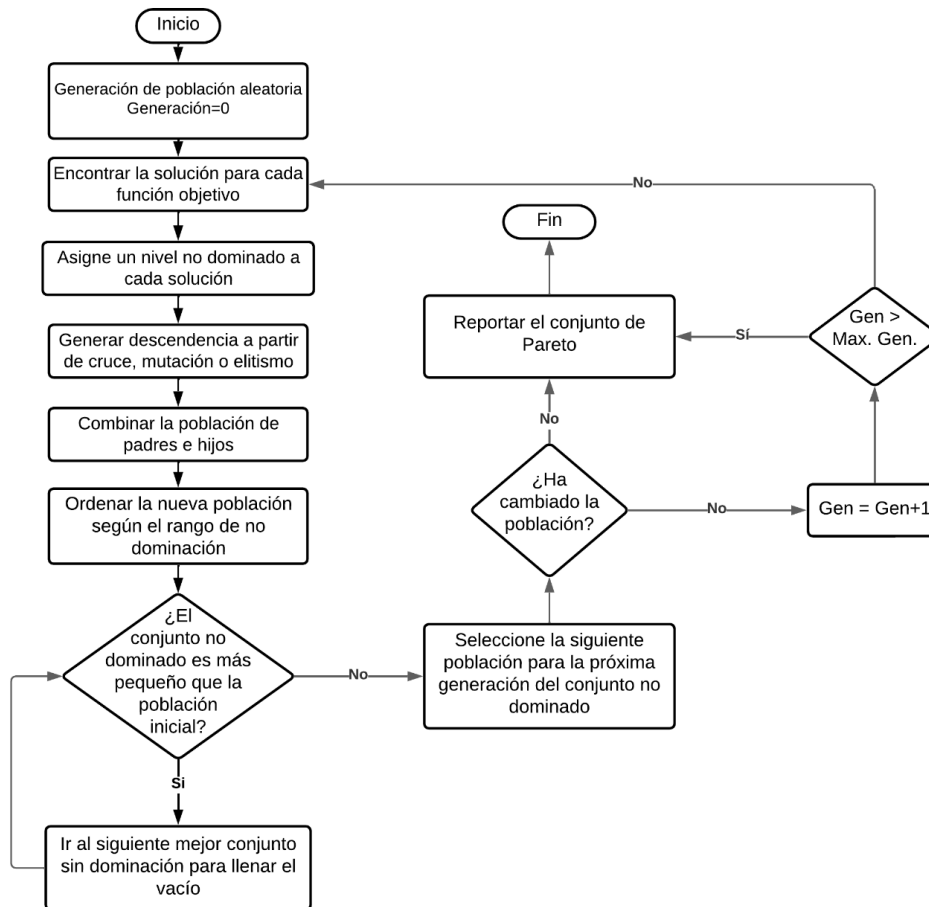 Inicio
Generación de población aleatoria
Generación=0
Encontrar la solución para cada
función objetivo
Asigne un nivel no dominado a
cada solución
Generar descendencia a partir
de cruce, mutación o elitismo
Combinar la población de
padres e hijos
Ordenar la nueva población
según el rango de no
dominación
¿El
conjunto no
dominado es más
pequeño que la
población
inicial?
Si
Ir al siguiente mejor conjunto
sin dominación para llenar el
vacío
No
Seleccione la siguiente
población para la próxima
generación del conjunto no
dominado
¿Ha
cambiado la
población?
No
No
Gen = Gen+1
Gen >
Max. Gen.
Sí
No
Reportar el conjunto de
Pareto
Fin